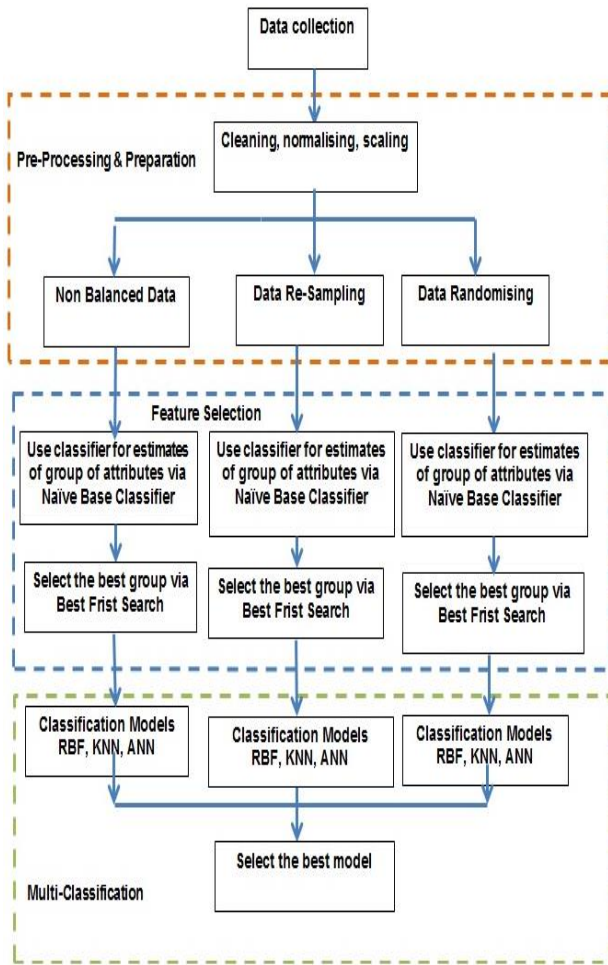 Data collection
Pre-Processing & Preparation
Cleaning, normalising, scaling
Non Balanced Data
Data Re-Sampling
Data Randomising
Feature Selection
Use classifier for estimates
of group of attributes via
Naïve Base Classifier
Use classifier for estimates
of group of attributes via
Naïve Base Classifier
Use classifier for estimates
of group of attributes via
Naïve Base Classifier
Select the best group via
Best Frist Search
Select the best group via
Best Frist Search
Select the best group via
Best Frist Search
Classification Models
RBF, KNN, ANN
Classification Models
RBF, KNN, ANN
Classification Models
RBF, KNN, ANN
Select the best model
Multi-Classification